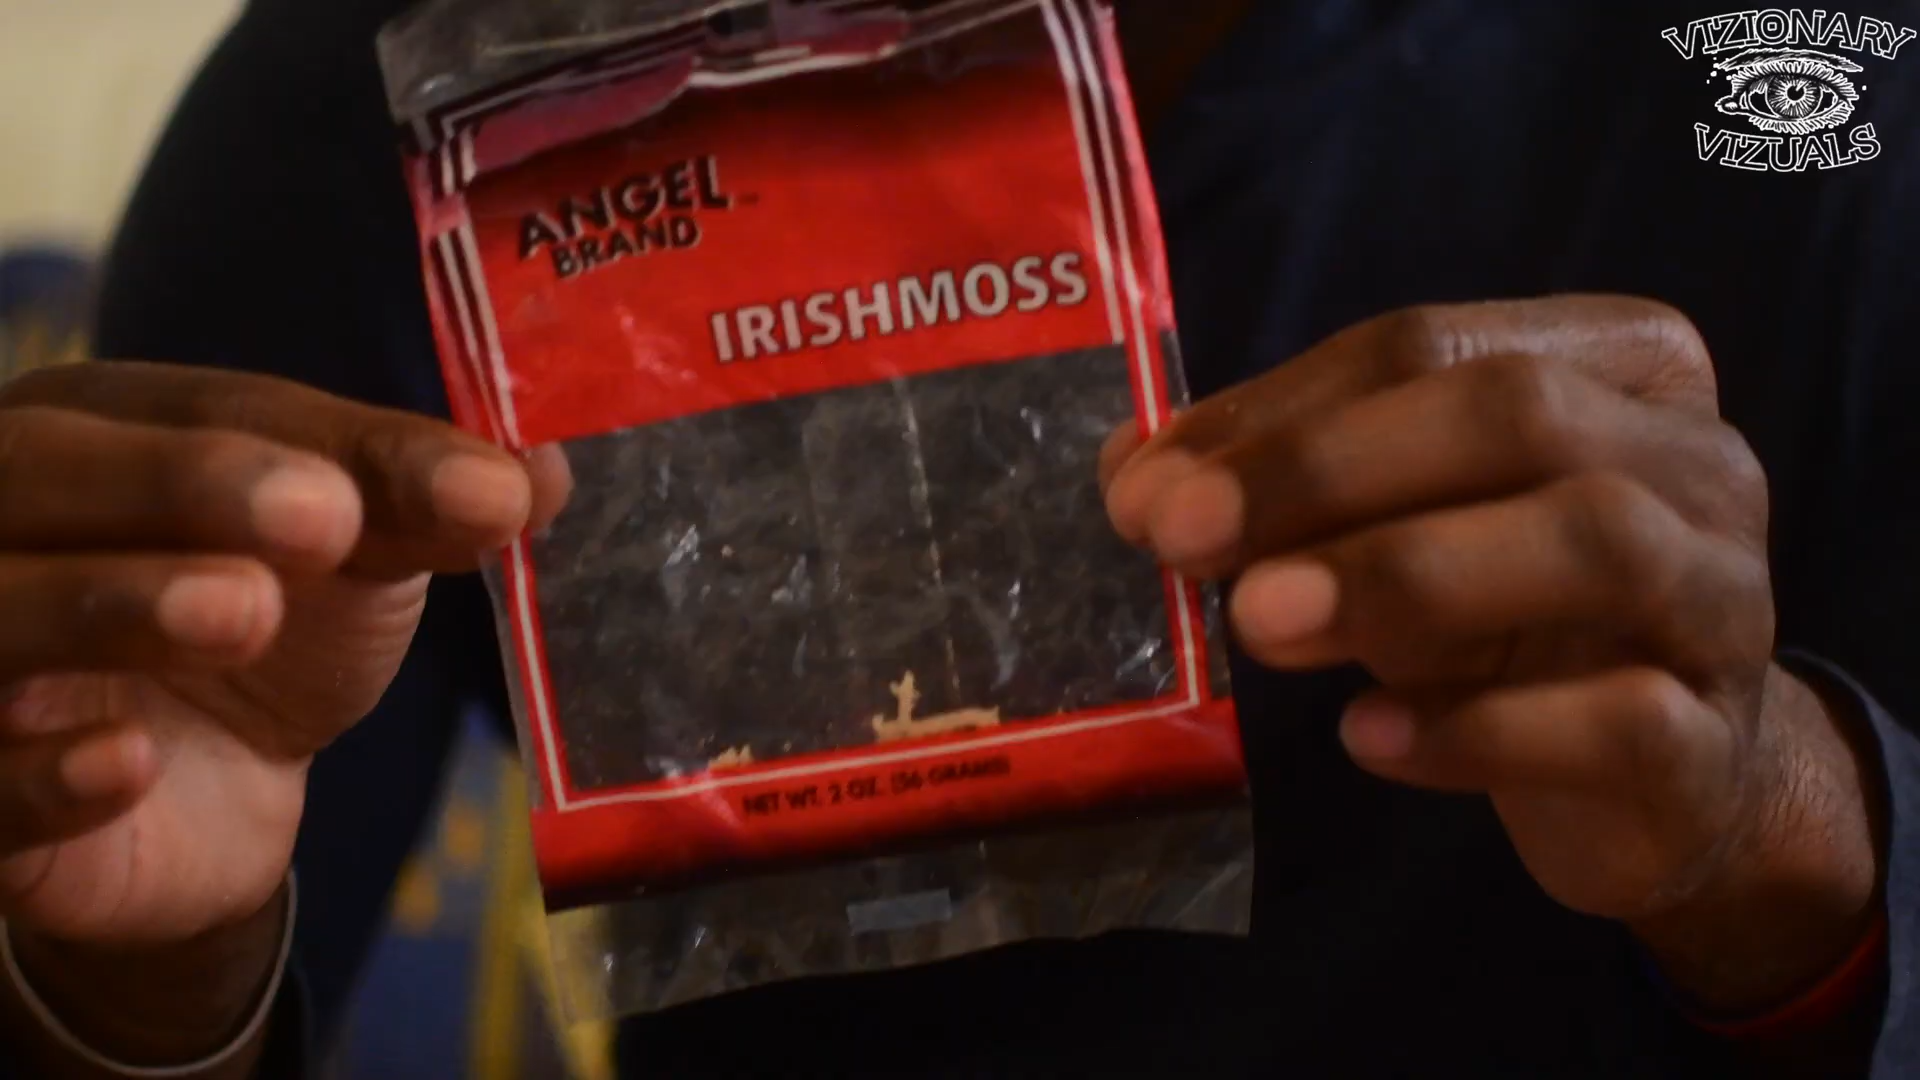 VIZIONARY
VIZUALS
ANGEL
BRAND
IRISHMOSS
NET WT. 2 OZ. (56 GRAMS)